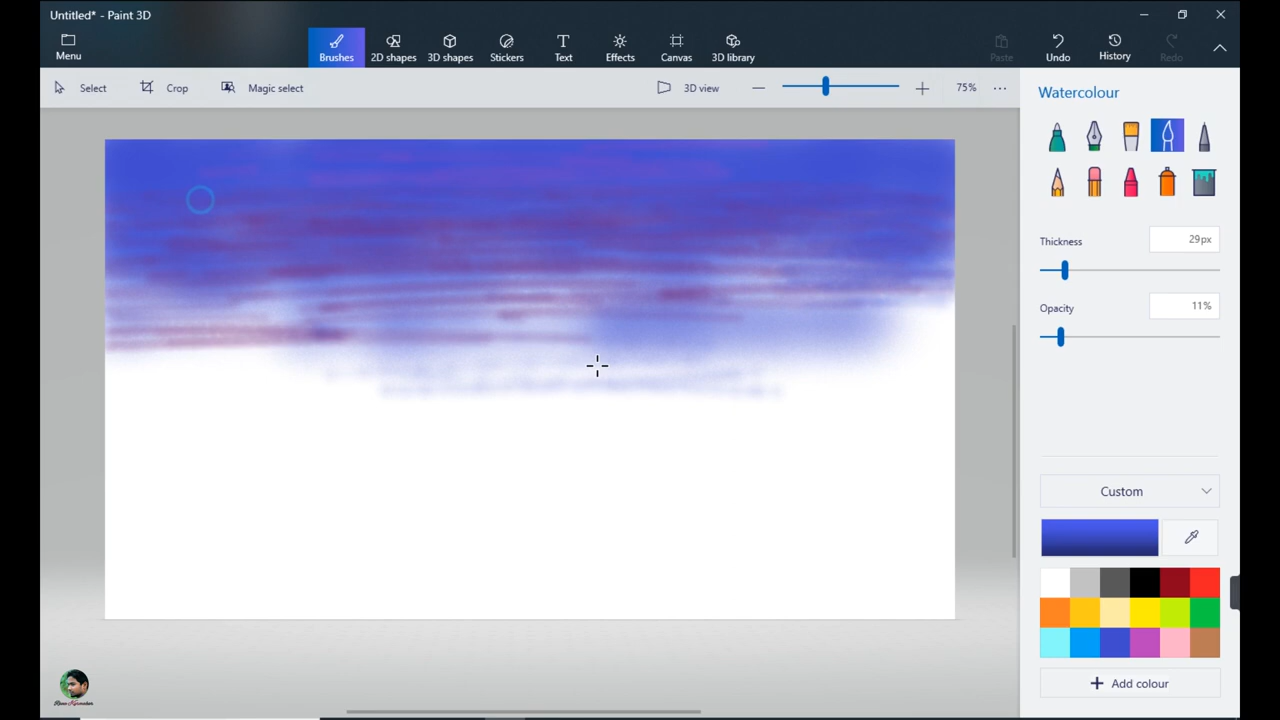 Untitled* - Paint 3D
Menu
Brushes
2D shapes
3D shapes
Stickers
Text
Effects
Canvas
3D library
Paste
Undo
History
Redo
Select
Crop
Magic select
3D view
75%
Watercolour
Thickness
29px
Opacity
11%
Custom
Add colour